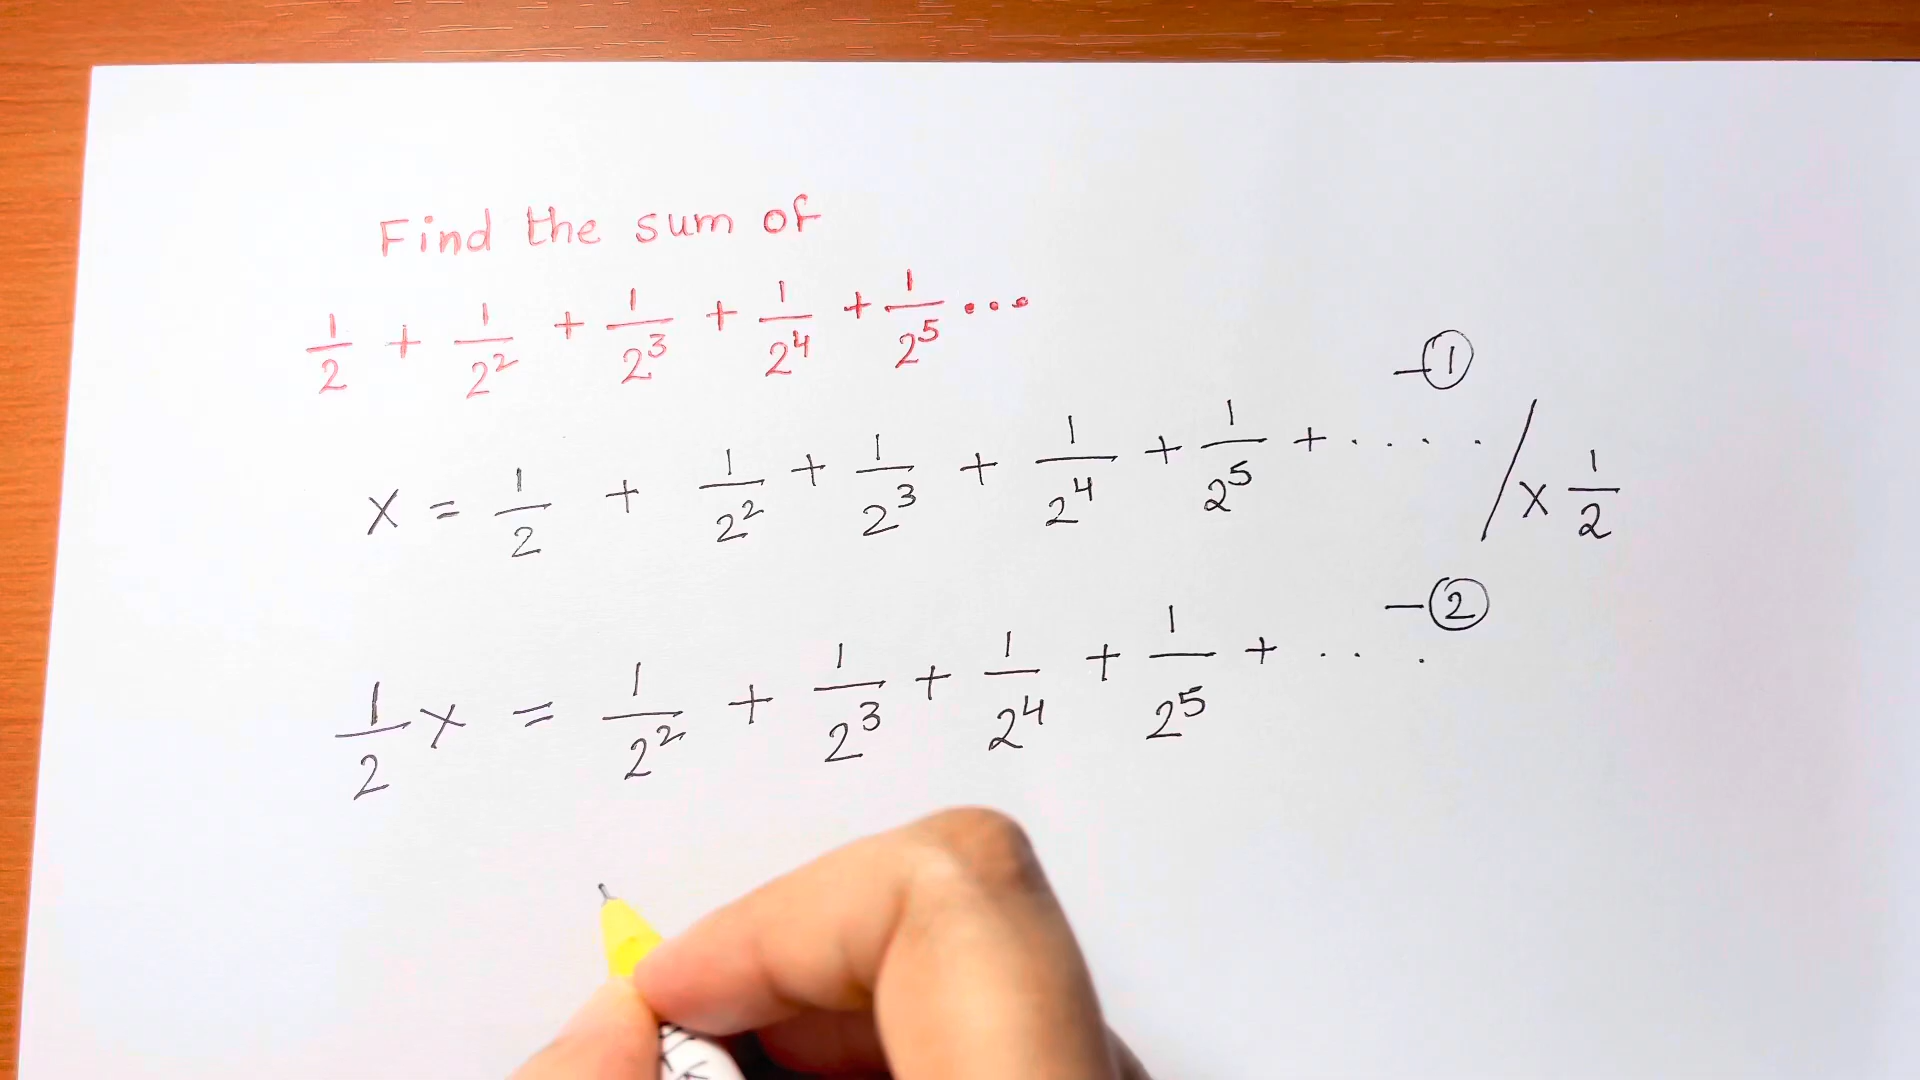 Find the sum of
1/2 + 1/2² + 1/2³ + 1/2⁴ + 1/2⁵ •••
x = 1/2 + 1/2² + 1/2³ + 1/2⁴ + 1/2⁵ + .... —① / x 1/2
1/2 x = 1/2² + 1/2³ + 1/2⁴ + 1/2⁵ + ... —②